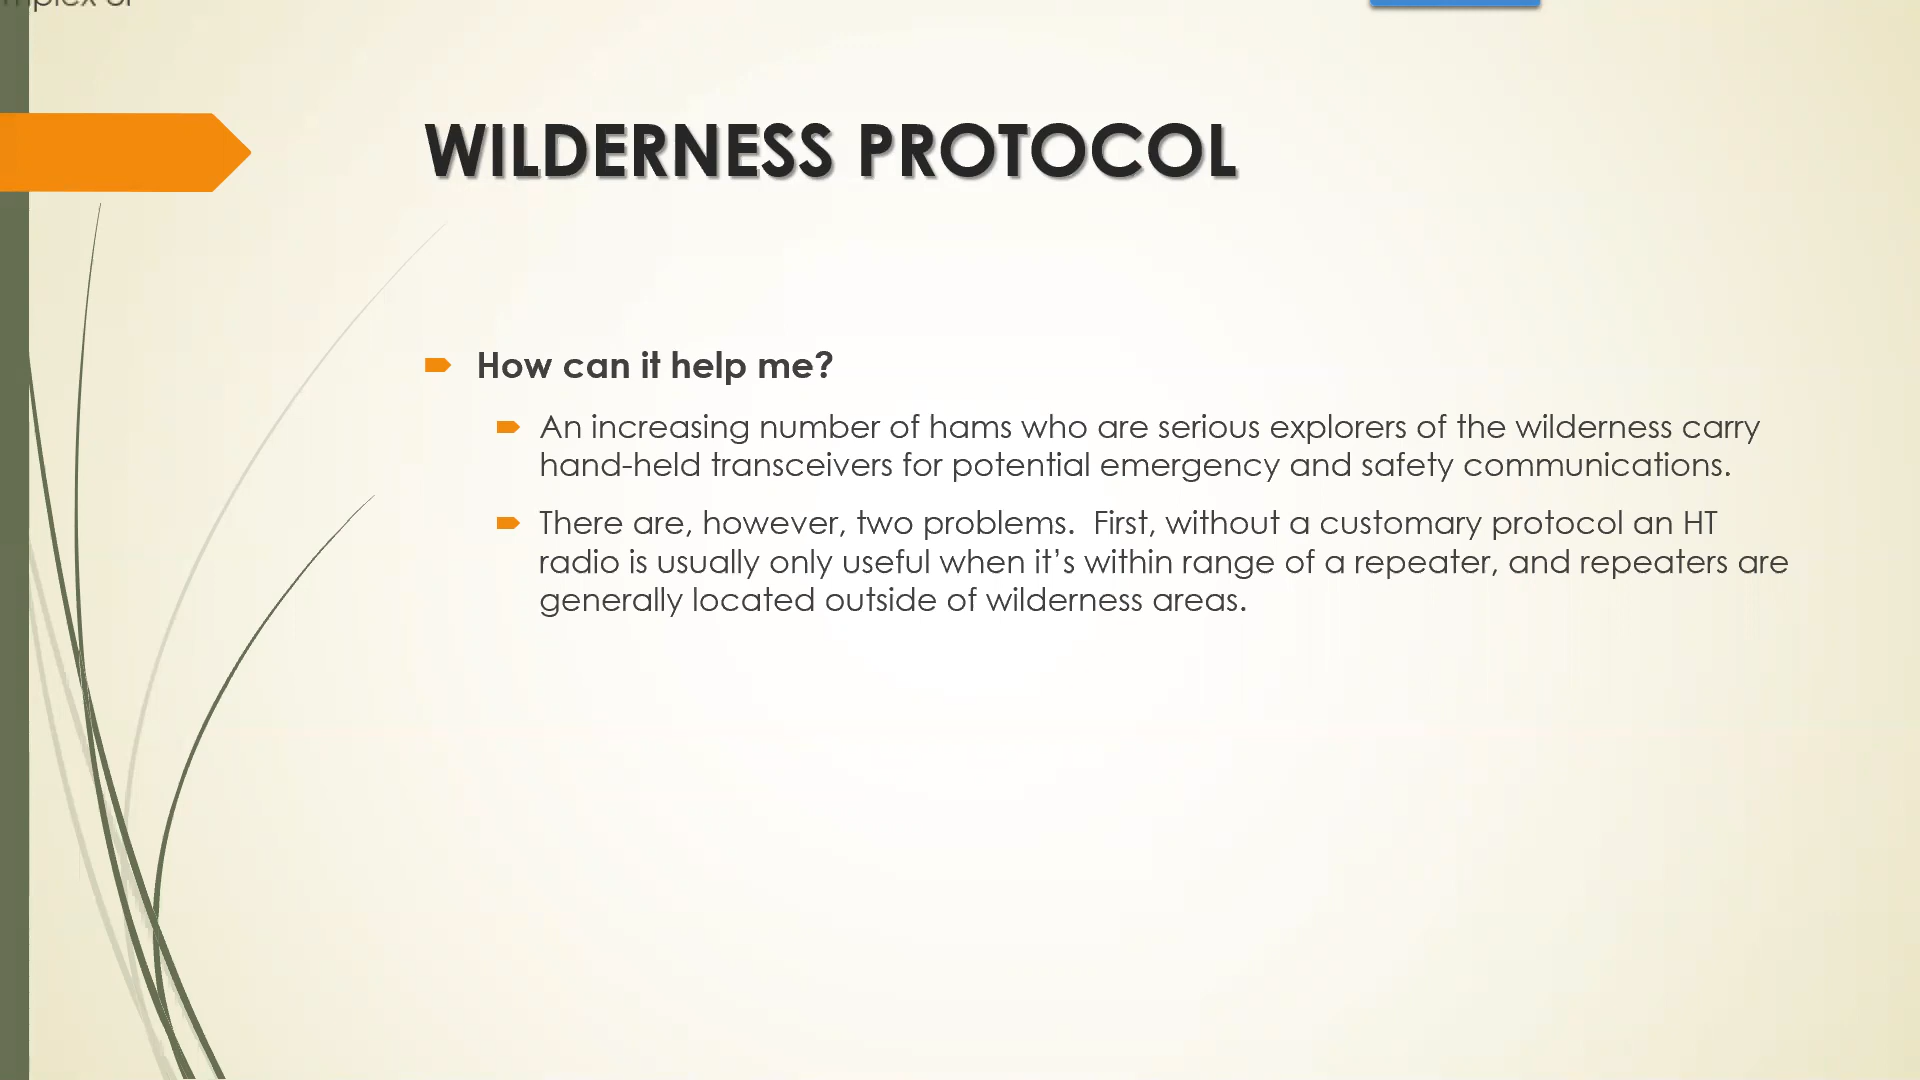 WILDERNESS PROTOCOL
How can it help me?
An increasing number of hams who are serious explorers of the wilderness carry
hand-held transceivers for potential emergency and safety communications.
There are, however, two problems.  First, without a customary protocol an HT
radio is usually only useful when it’s within range of a repeater, and repeaters are
generally located outside of wilderness areas.